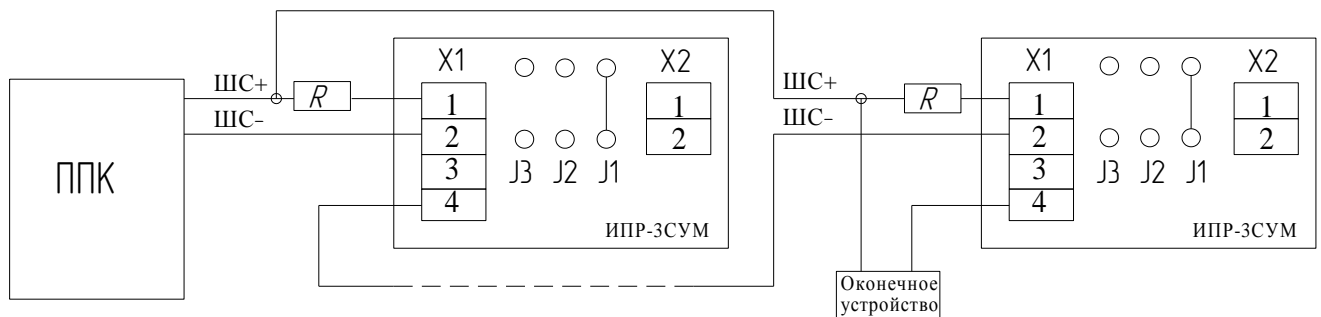 ППК
ШС+
ШС-
R
X1
1
2
3
4
J3 J2 J1
X2
1
2
ИПР-3СУМ
ШС+
ШС-
R
X1
1
2
3
4
J3 J2 J1
X2
1
2
ИПР-3СУМ
Оконечное
устройство